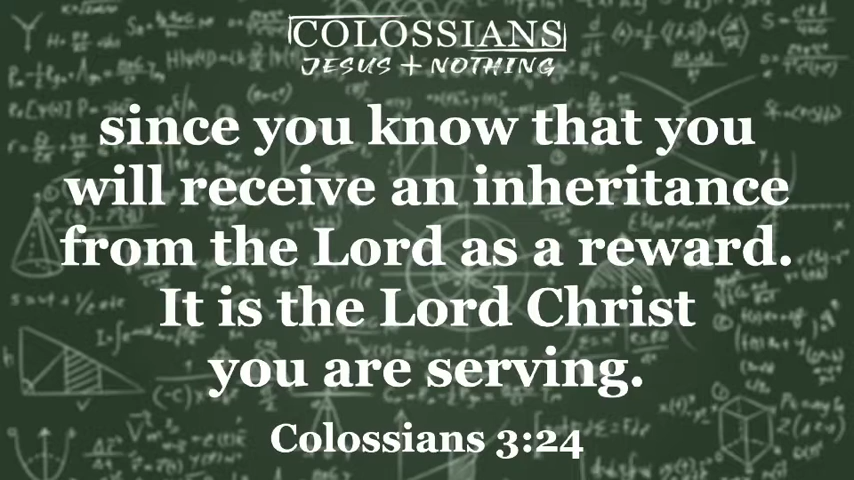 COLOSSIANS
JESUS + NOTHING
since you know that you
will receive an inheritance
from the Lord as a reward.
It is the Lord Christ
you are serving.
Colossians 3:24